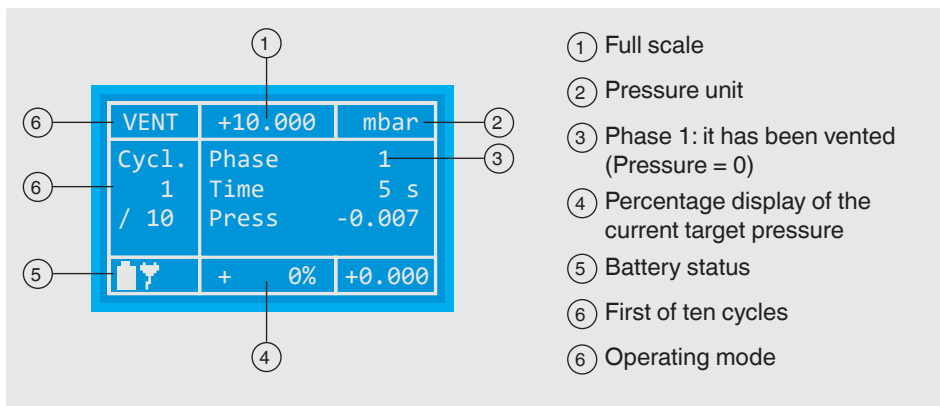 1
6
VENT
+10.000
mbar
2
Cycl.
Phase
1
3
6
1
Time
5 s
/ 10
Press
-0.007
5
+ 0%
+0.000
4
1 Full scale
2 Pressure unit
3 Phase 1: it has been vented
(Pressure = 0)
4 Percentage display of the
current target pressure
5 Battery status
6 First of ten cycles
6 Operating mode